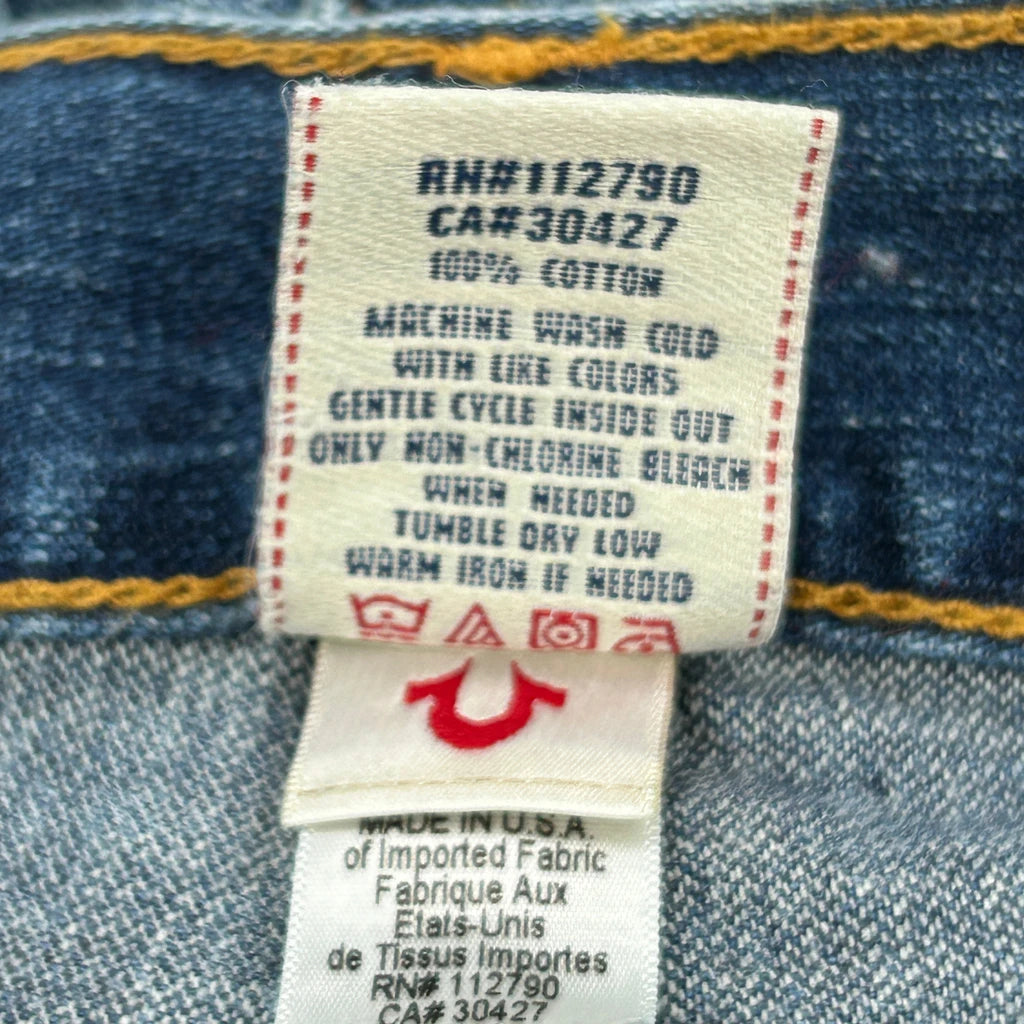 RN#112790
CA#30427
100% COTTON
MACHINE WASH COLD
WITH LIKE COLORS
GENTLE CYCLE INSIDE OUT
ONLY NON-CHLORINE BLEACH
WHEN NEEDED
TUMBLE DRY LOW
WARM IRON IF NEEDED
MADE IN U.S.A.
of Imported Fabric
Fabrique Aux
Etats-Unis
de Tissus Importes
RN# 112790
CA# 30427